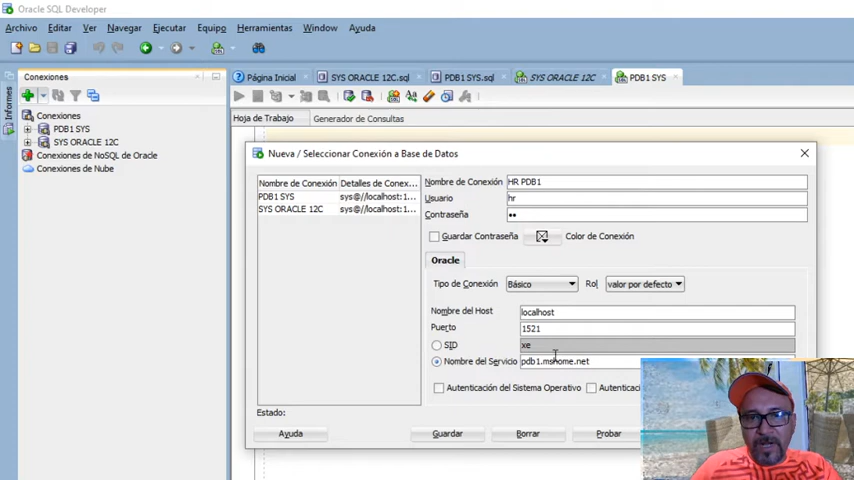 Oracle SQL Developer
Archivo Editar Ver Navegar Ejecutar Equipo Herramientas Window Ayuda
Conexiones
Página Inicial
SYS ORACLE 12C.sql
PDB1 SYS.sql
SYS ORACLE 12C
PDB1 SYS
Informes
Conexiones
PDB1 SYS
SYS ORACLE 12C
Conexiones de NoSQL de Oracle
Conexiones de Nube
SQL
Hoja de Trabajo Generador de Consultas
Nueva / Seleccionar Conexión a Base de Datos
Nombre de Conexión Detalles de Conex...
PDB1 SYS sys@//localhost:1...
SYS ORACLE 12C sys@//localhost:1...
Nombre de Conexión HR PDB1
Usuario hr
Contraseña ••
Guardar Contraseña Color de Conexión
Oracle
Tipo de Conexión Básico Rol valor por defecto
Nombre del Host localhost
Puerto 1521
SID xe
Nombre del Servicio pdb1.mshome.net
Autenticación del Sistema Operativo Autenticaci
Estado:
Ayuda Guardar Borrar Probar